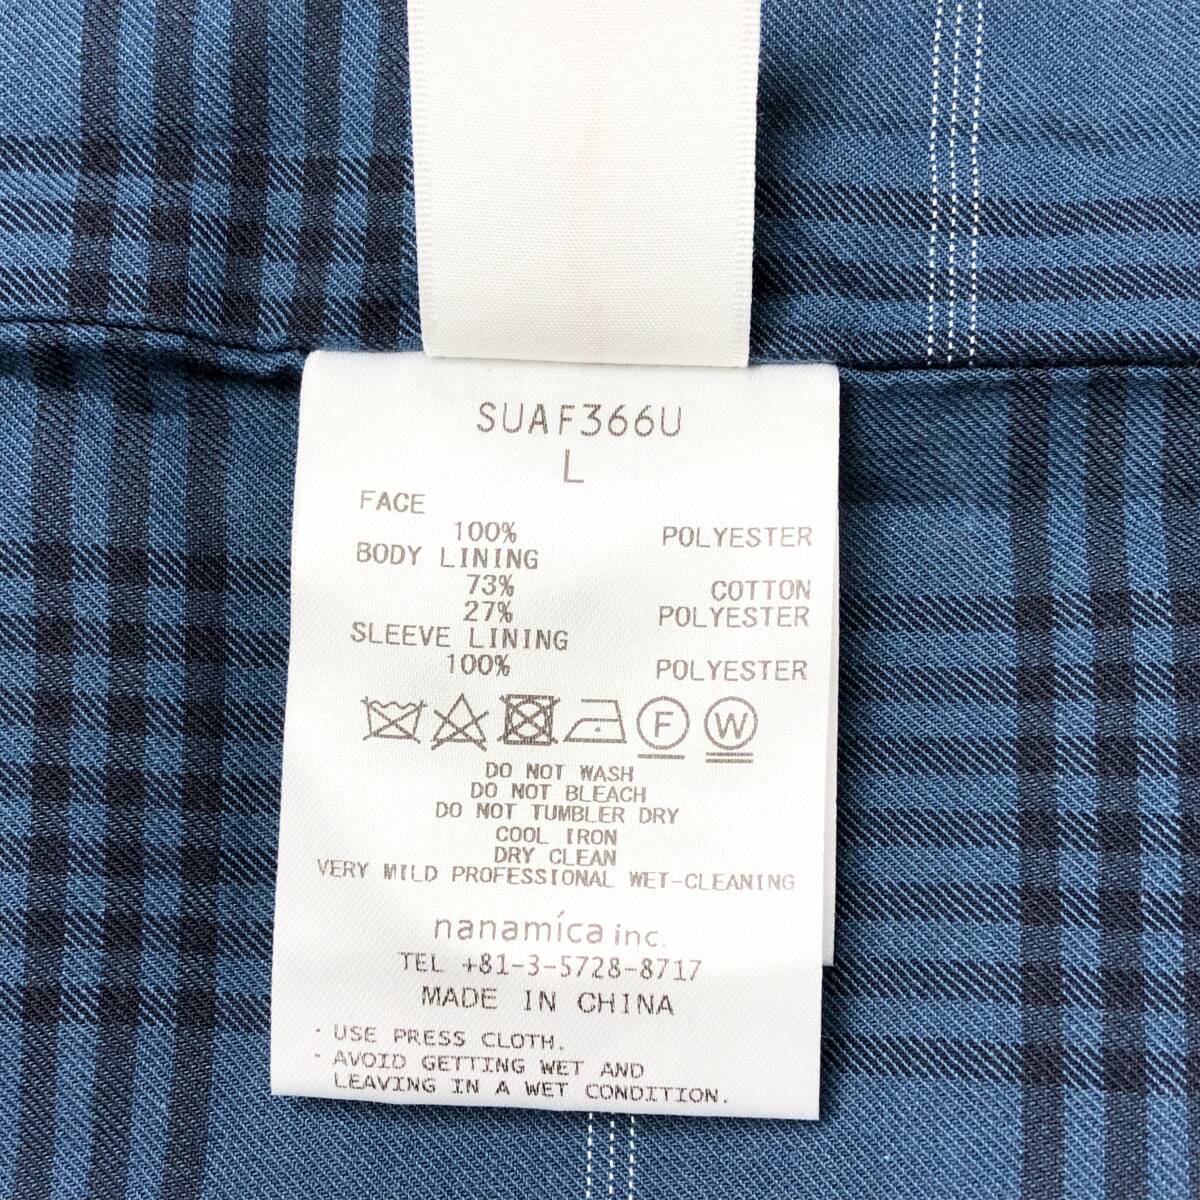 SUAF366U
L
FACE
100% POLYESTER
BODY LINING
73% COTTON
27% POLYESTER
SLEEVE LINING
100% POLYESTER
F W
DO NOT WASH
DO NOT BLEACH
DO NOT TUMBLER DRY
COOL IRON
DRY CLEAN
VERY MILD PROFESSIONAL WET-CLEANING
nanamíca inc.
TEL +81-3-5728-8717
MADE IN CHINA
· USE PRESS CLOTH.
· AVOID GETTING WET AND
LEAVING IN A WET CONDITION.